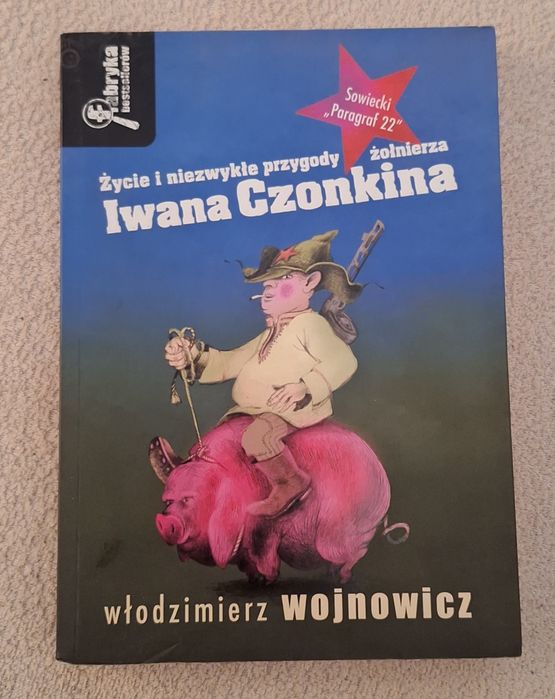 fabryka
bestsellerów
Sowiecki
„Paragraf 22”
Życie i niezwykłe przygody żołnierza
Iwana Czonkina
włodzimierz wojnowicz